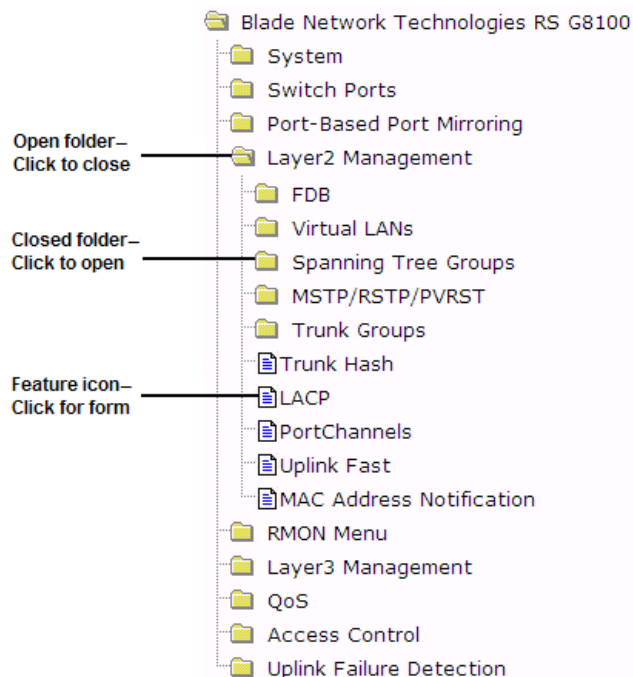 Blade Network Technologies RS G8100
System
Switch Ports
Port-Based Port Mirroring
Open folder–
Click to close
Layer2 Management
FDB
Virtual LANs
Closed folder–
Click to open
Spanning Tree Groups
MSTP/RSTP/PVRST
Trunk Groups
Trunk Hash
Feature icon–
Click for form
LACP
PortChannels
Uplink Fast
MAC Address Notification
RMON Menu
Layer3 Management
QoS
Access Control
Uplink Failure Detection